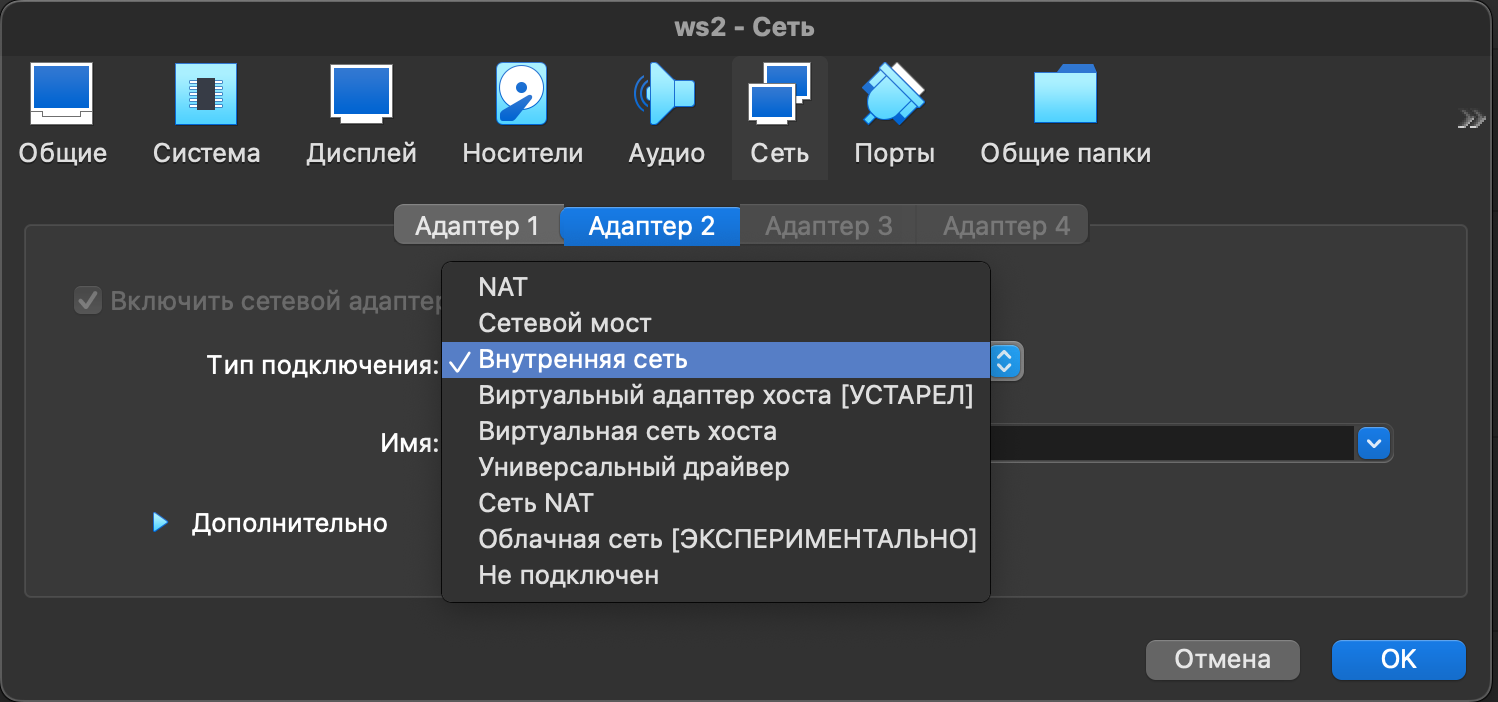 ws2 - Сеть
Общие
Система
Дисплей
Носители
Аудио
Сеть
Порты
Общие папки
Адаптер 1
Адаптер 2
Адаптер 3
Адаптер 4
Включить сетевой адаптер
Тип подключения:
NAT
Сетевой мост
Внутренняя сеть
Виртуальный адаптер хоста [УСТАРЕЛ]
Виртуальная сеть хоста
Универсальный драйвер
Сеть NAT
Облачная сеть [ЭКСПЕРИМЕНТАЛЬНО]
Не подключен
Имя:
Дополнительно
Отмена
OK